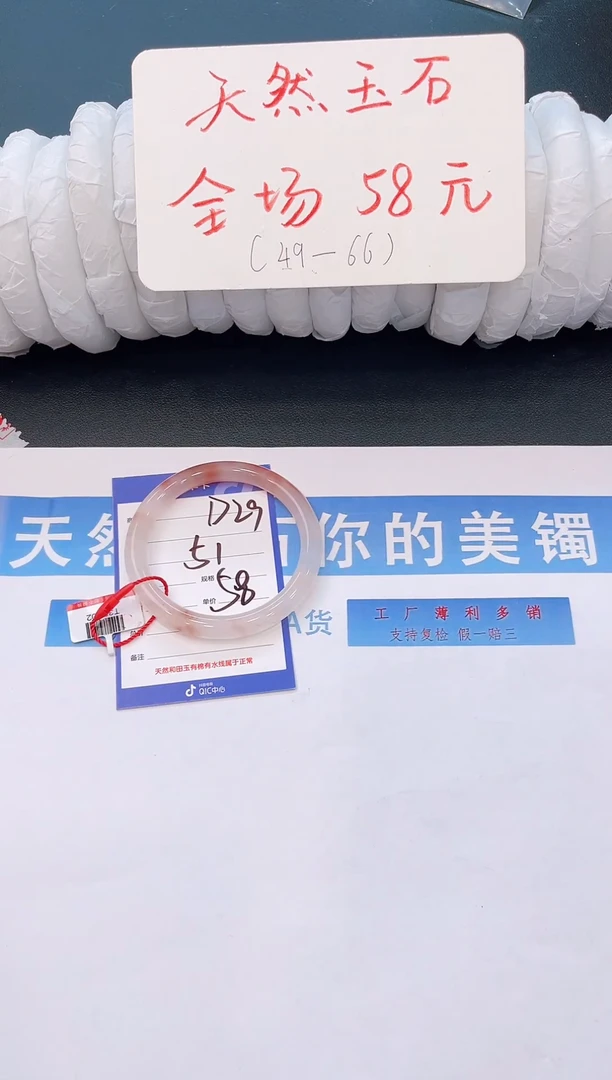 天然玉石
全场 58元
(49-66)
天然 你的美镯
D29
51
规格
58
单价
A货
工厂薄利多销
支持复检 假一赔三
备注
天然和田玉有棉有水线属于正常
QIC中心